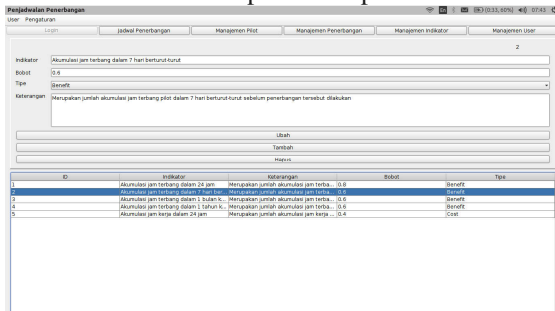 Penjadwalan Penerbangan
En (0:33, 60%) 07:43
User Pengaturan
Login Jadwal Penerbangan Manajemen Pilot Manajemen Penerbangan Manajemen Indikator Manajemen User
2
Indikator Akumulasi jam terbang dalam 7 hari berturut-turut
Bobot 0.6
Tipe Benefit
Keterangan Merupakan jumlah akumulasi jam terbang pilot dalam 7 hari berturut-turut sebelum penerbangan tersebut dilakukan
Ubah
Tambah
Hapus
ID Indikator Keterangan Bobot Tipe
1 Akumulasi jam terbang dalam 24 jam Merupakan jumlah akumulasi jam terba... 0.8 Benefit
2 Akumulasi jam terbang dalam 7 hari ber... Merupakan jumlah akumulasi jam terba... 0.6 Benefit
3 Akumulasi jam terbang dalam 1 bulan k... Merupakan jumlah akumulasi jam terba... 0.6 Benefit
4 Akumulasi jam terbang dalam 1 tahun k... Merupakan jumlah akumulasi jam terba... 0.6 Benefit
5 Akumulasi jam kerja dalam 24 jam Merupakan jumlah akumulasi jam kerja ... 0.4 Cost